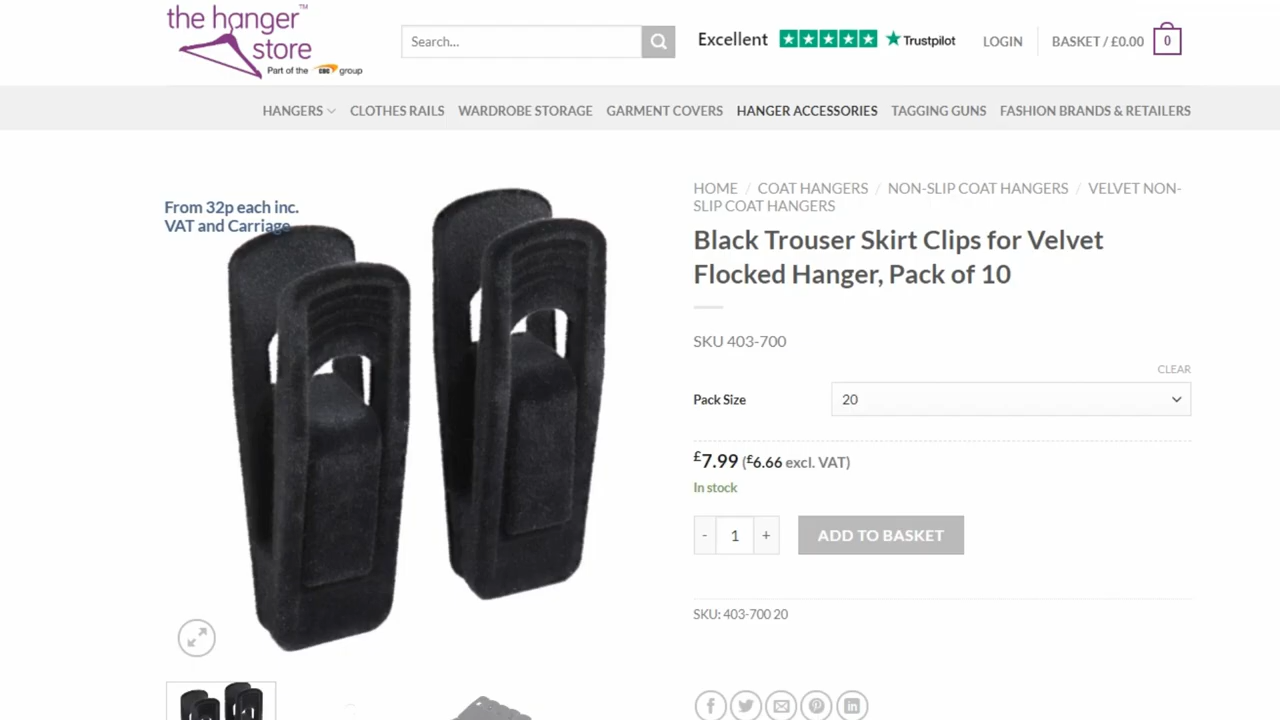 the hanger™
store
Part of the CDC group
Search...
Excellent
Trustpilot
LOGIN
BASKET / £0.00
0
HANGERS
CLOTHES RAILS
WARDROBE STORAGE
GARMENT COVERS
HANGER ACCESSORIES
TAGGING GUNS
FASHION BRANDS & RETAILERS
From 32p each inc.
VAT and Carriage
HOME / COAT HANGERS / NON-SLIP COAT HANGERS / VELVET NON-
SLIP COAT HANGERS
Black Trouser Skirt Clips for Velvet
Flocked Hanger, Pack of 10
SKU 403-700
CLEAR
Pack Size
20
£7.99 (£6.66 excl. VAT)
In stock
- 1 +
ADD TO BASKET
SKU: 403-700 20